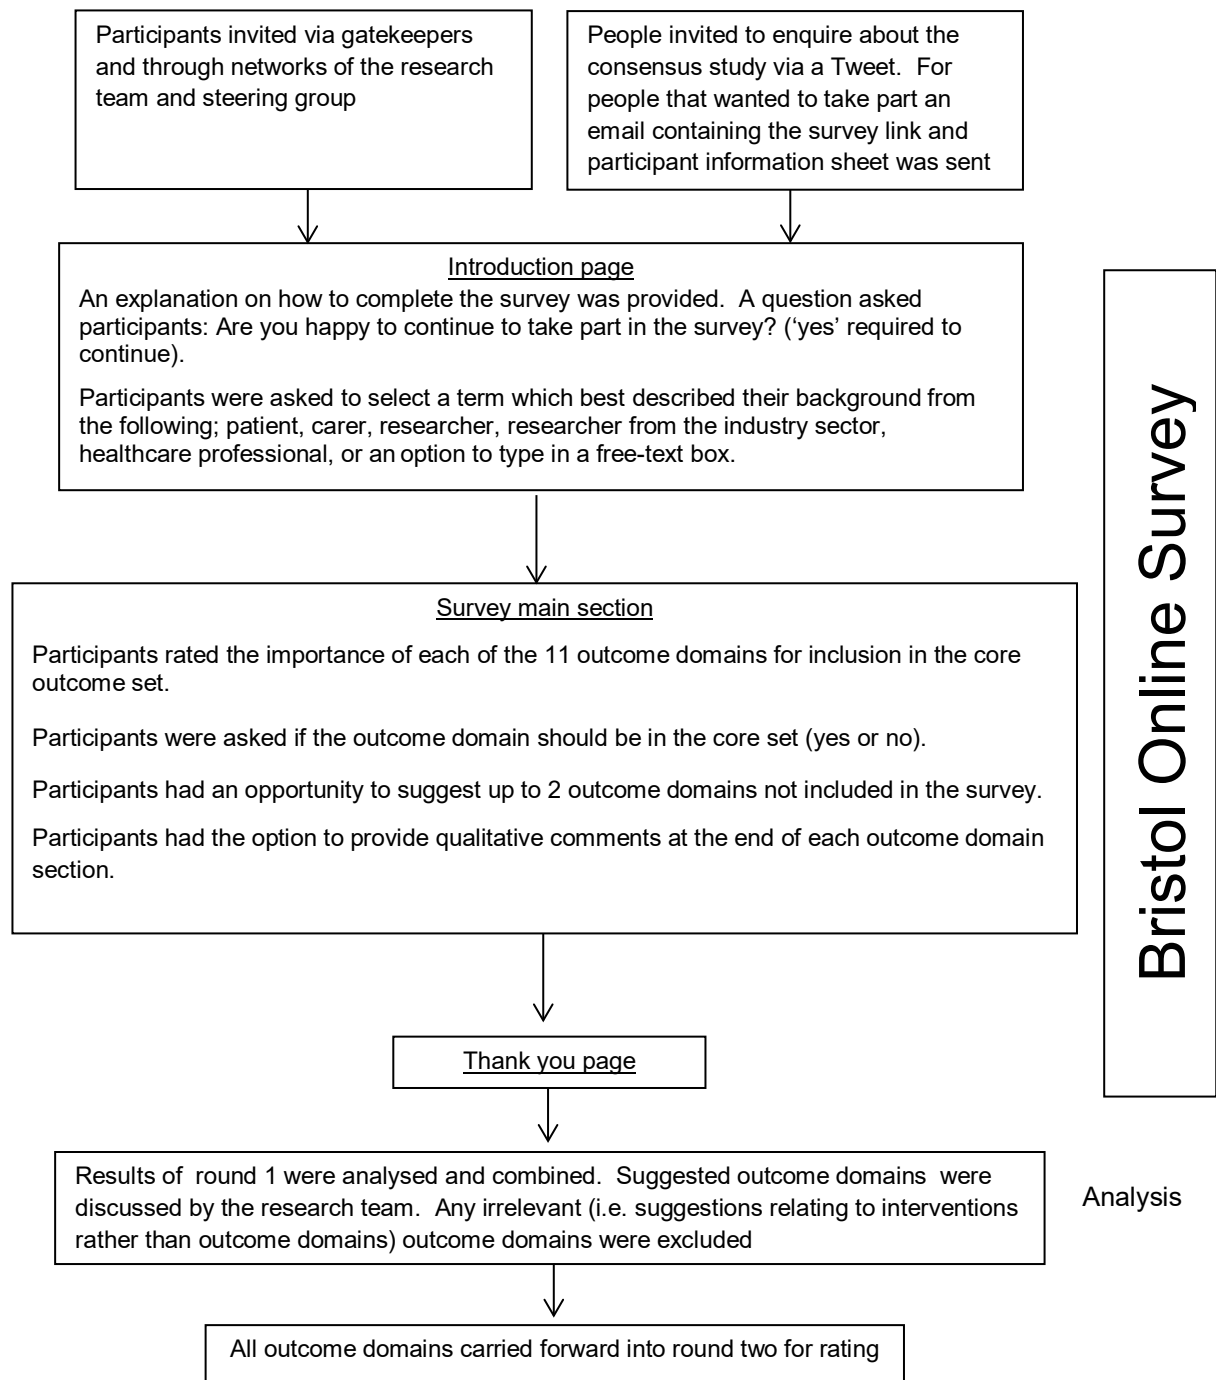 Participants invited via gatekeepers
and through networks of the research
team and steering group
People invited to enquire about the
consensus study via a Tweet.  For
people that wanted to take part an
email containing the survey link and
participant information sheet was sent
Introduction page
An explanation on how to complete the survey was provided.  A question asked
participants: Are you happy to continue to take part in the survey? (‘yes’ required to
continue).
Participants were asked to select a term which best described their background from
the following; patient, carer, researcher, researcher from the industry sector,
healthcare professional, or an option to type in a free-text box.
Survey main section
Participants rated the importance of each of the 11 outcome domains for inclusion in the core
outcome set.
Participants were asked if the outcome domain should be in the core set (yes or no).
Participants had an opportunity to suggest up to 2 outcome domains not included in the survey.
Participants had the option to provide qualitative comments at the end of each outcome domain
section.
Thank you page
Bristol Online Survey
Results of  round 1 were analysed and combined.  Suggested outcome domains  were
discussed by the research team.  Any irrelevant (i.e. suggestions relating to interventions
rather than outcome domains) outcome domains were excluded
Analysis
All outcome domains carried forward into round two for rating